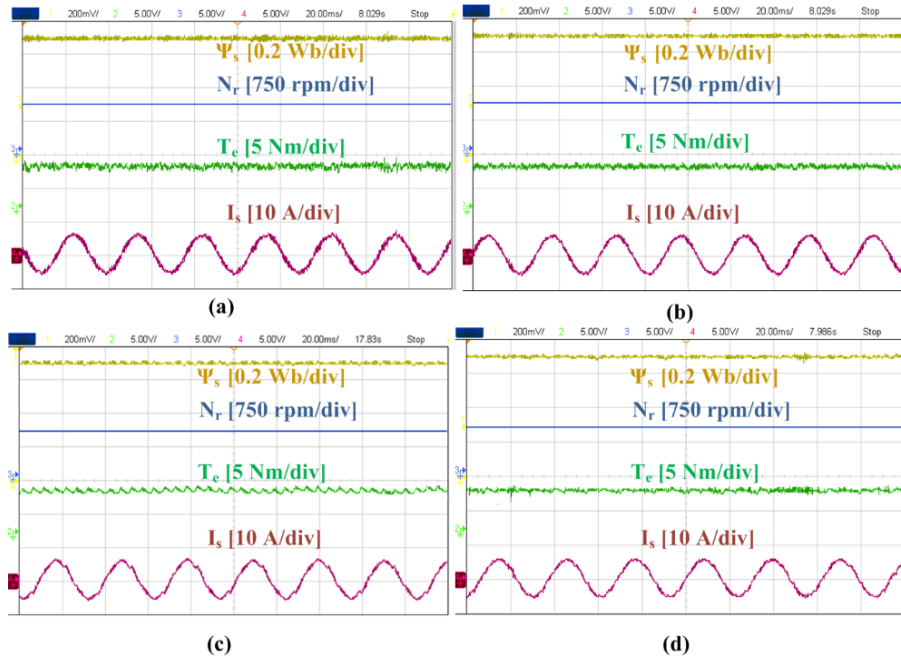 1 200mV/ 2 5.00V/ 3 5.00V/ 4 5.00V/ 20.00ms/ 8.029s Stop
Ψs [0.2 Wb/div]
Nr [750 rpm/div]
Te [5 Nm/div]
Is [10 A/div]
(a)
1 200mV/ 2 5.00V/ 3 5.00V/ 4 5.00V/ 20.00ms/ 8.029s Stop
Ψs [0.2 Wb/div]
Nr [750 rpm/div]
Te [5 Nm/div]
Is [10 A/div]
(b)
1 200mV/ 2 5.00V/ 3 5.00V/ 4 5.00V/ 20.00ms/ 17.83s Stop
Ψs [0.2 Wb/div]
Nr [750 rpm/div]
Te [5 Nm/div]
Is [10 A/div]
(c)
1 200mV/ 2 5.00V/ 3 5.00V/ 4 5.00V/ 20.00ms/ 7.986s Stop
Ψs [0.2 Wb/div]
Nr [750 rpm/div]
Te [5 Nm/div]
Is [10 A/div]
(d)